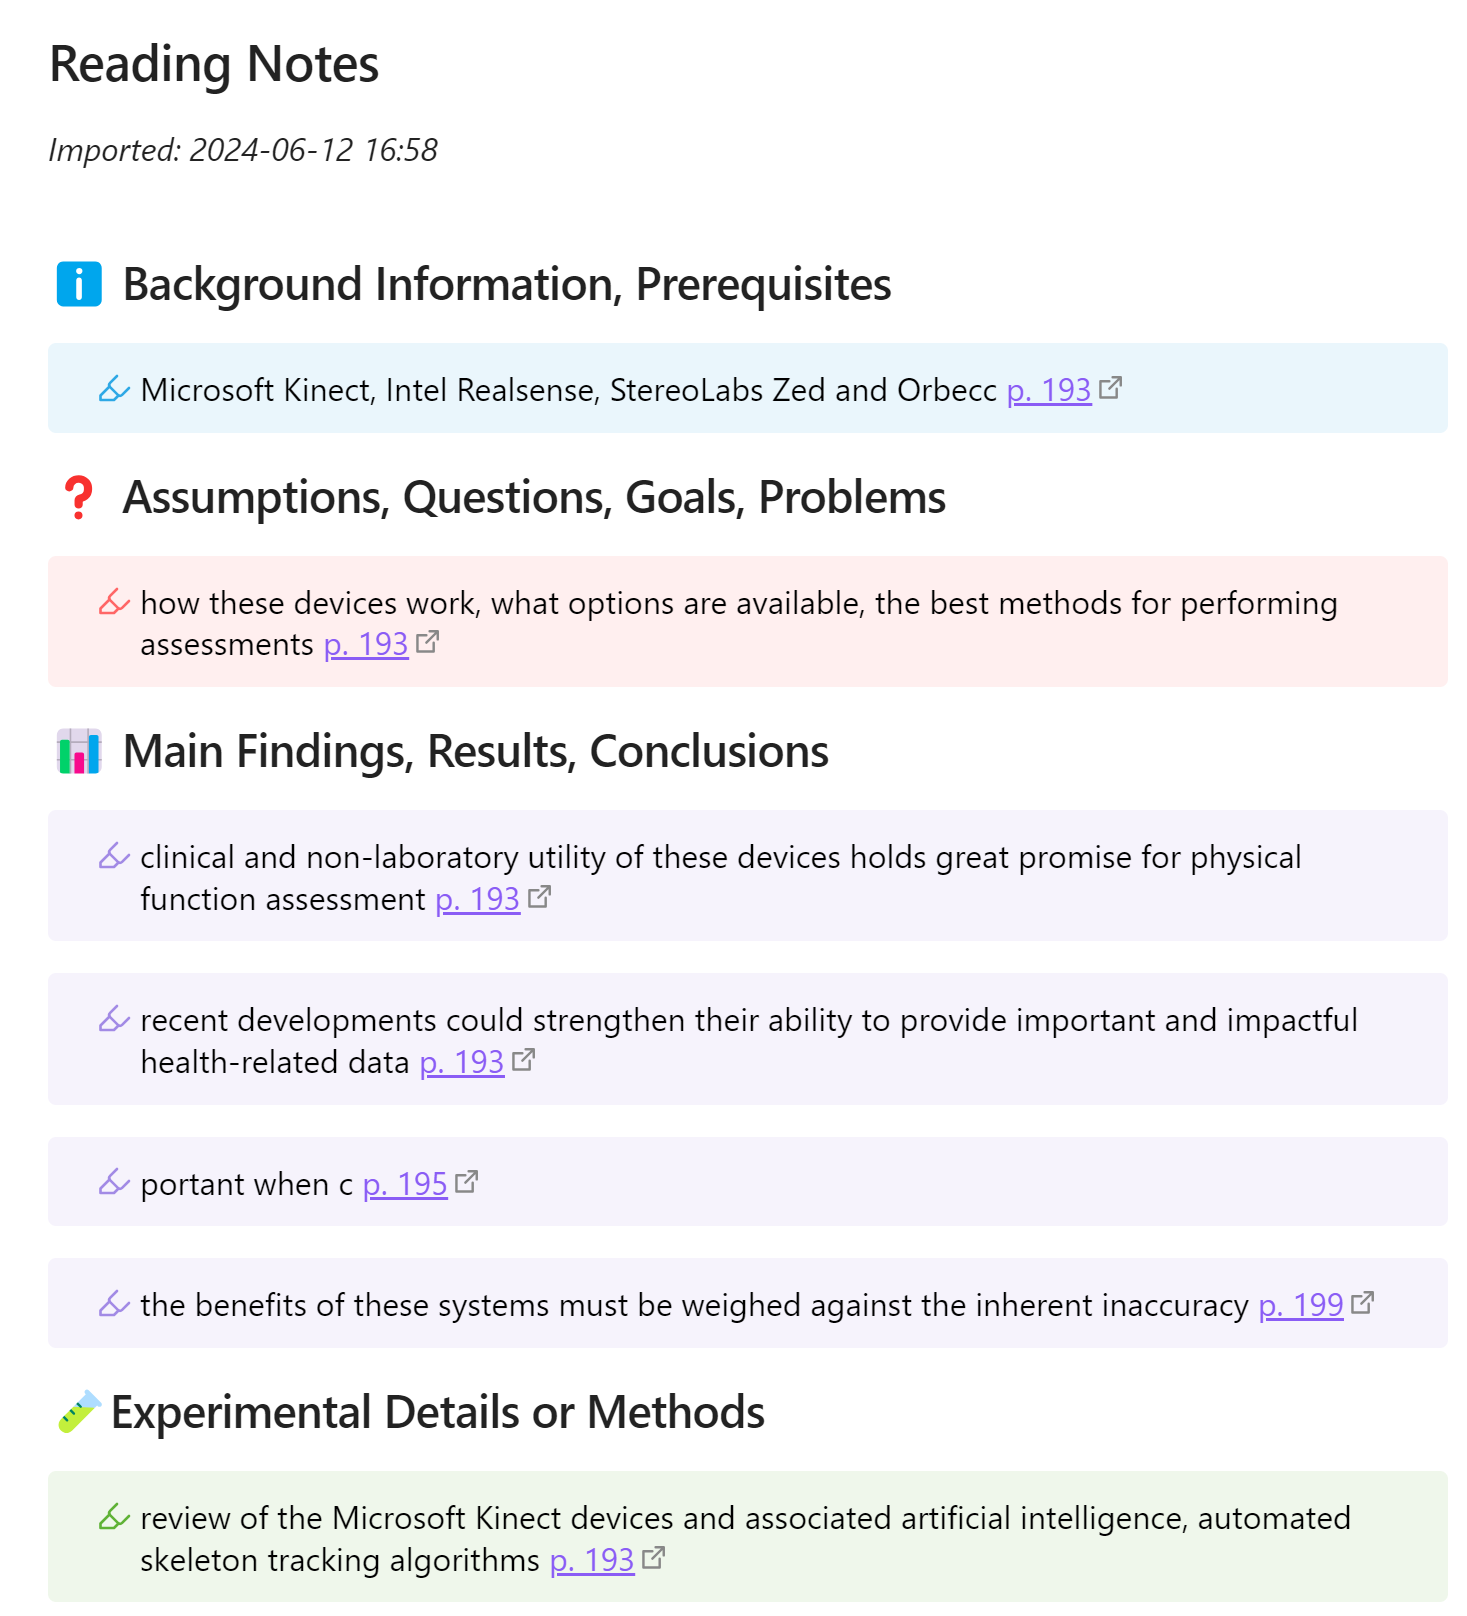 Reading Notes
Imported: 2024-06-12 16:58
Background Information, Prerequisites
Microsoft Kinect, Intel Realsense, StereoLabs Zed and Orbecc p. 193
Assumptions, Questions, Goals, Problems
how these devices work, what options are available, the best methods for performing
assessments p. 193
Main Findings, Results, Conclusions
clinical and non-laboratory utility of these devices holds great promise for physical
function assessment p. 193
recent developments could strengthen their ability to provide important and impactful
health-related data p. 193
portant when c p. 195
the benefits of these systems must be weighed against the inherent inaccuracy p. 199
Experimental Details or Methods
review of the Microsoft Kinect devices and associated artificial intelligence, automated
skeleton tracking algorithms p. 193